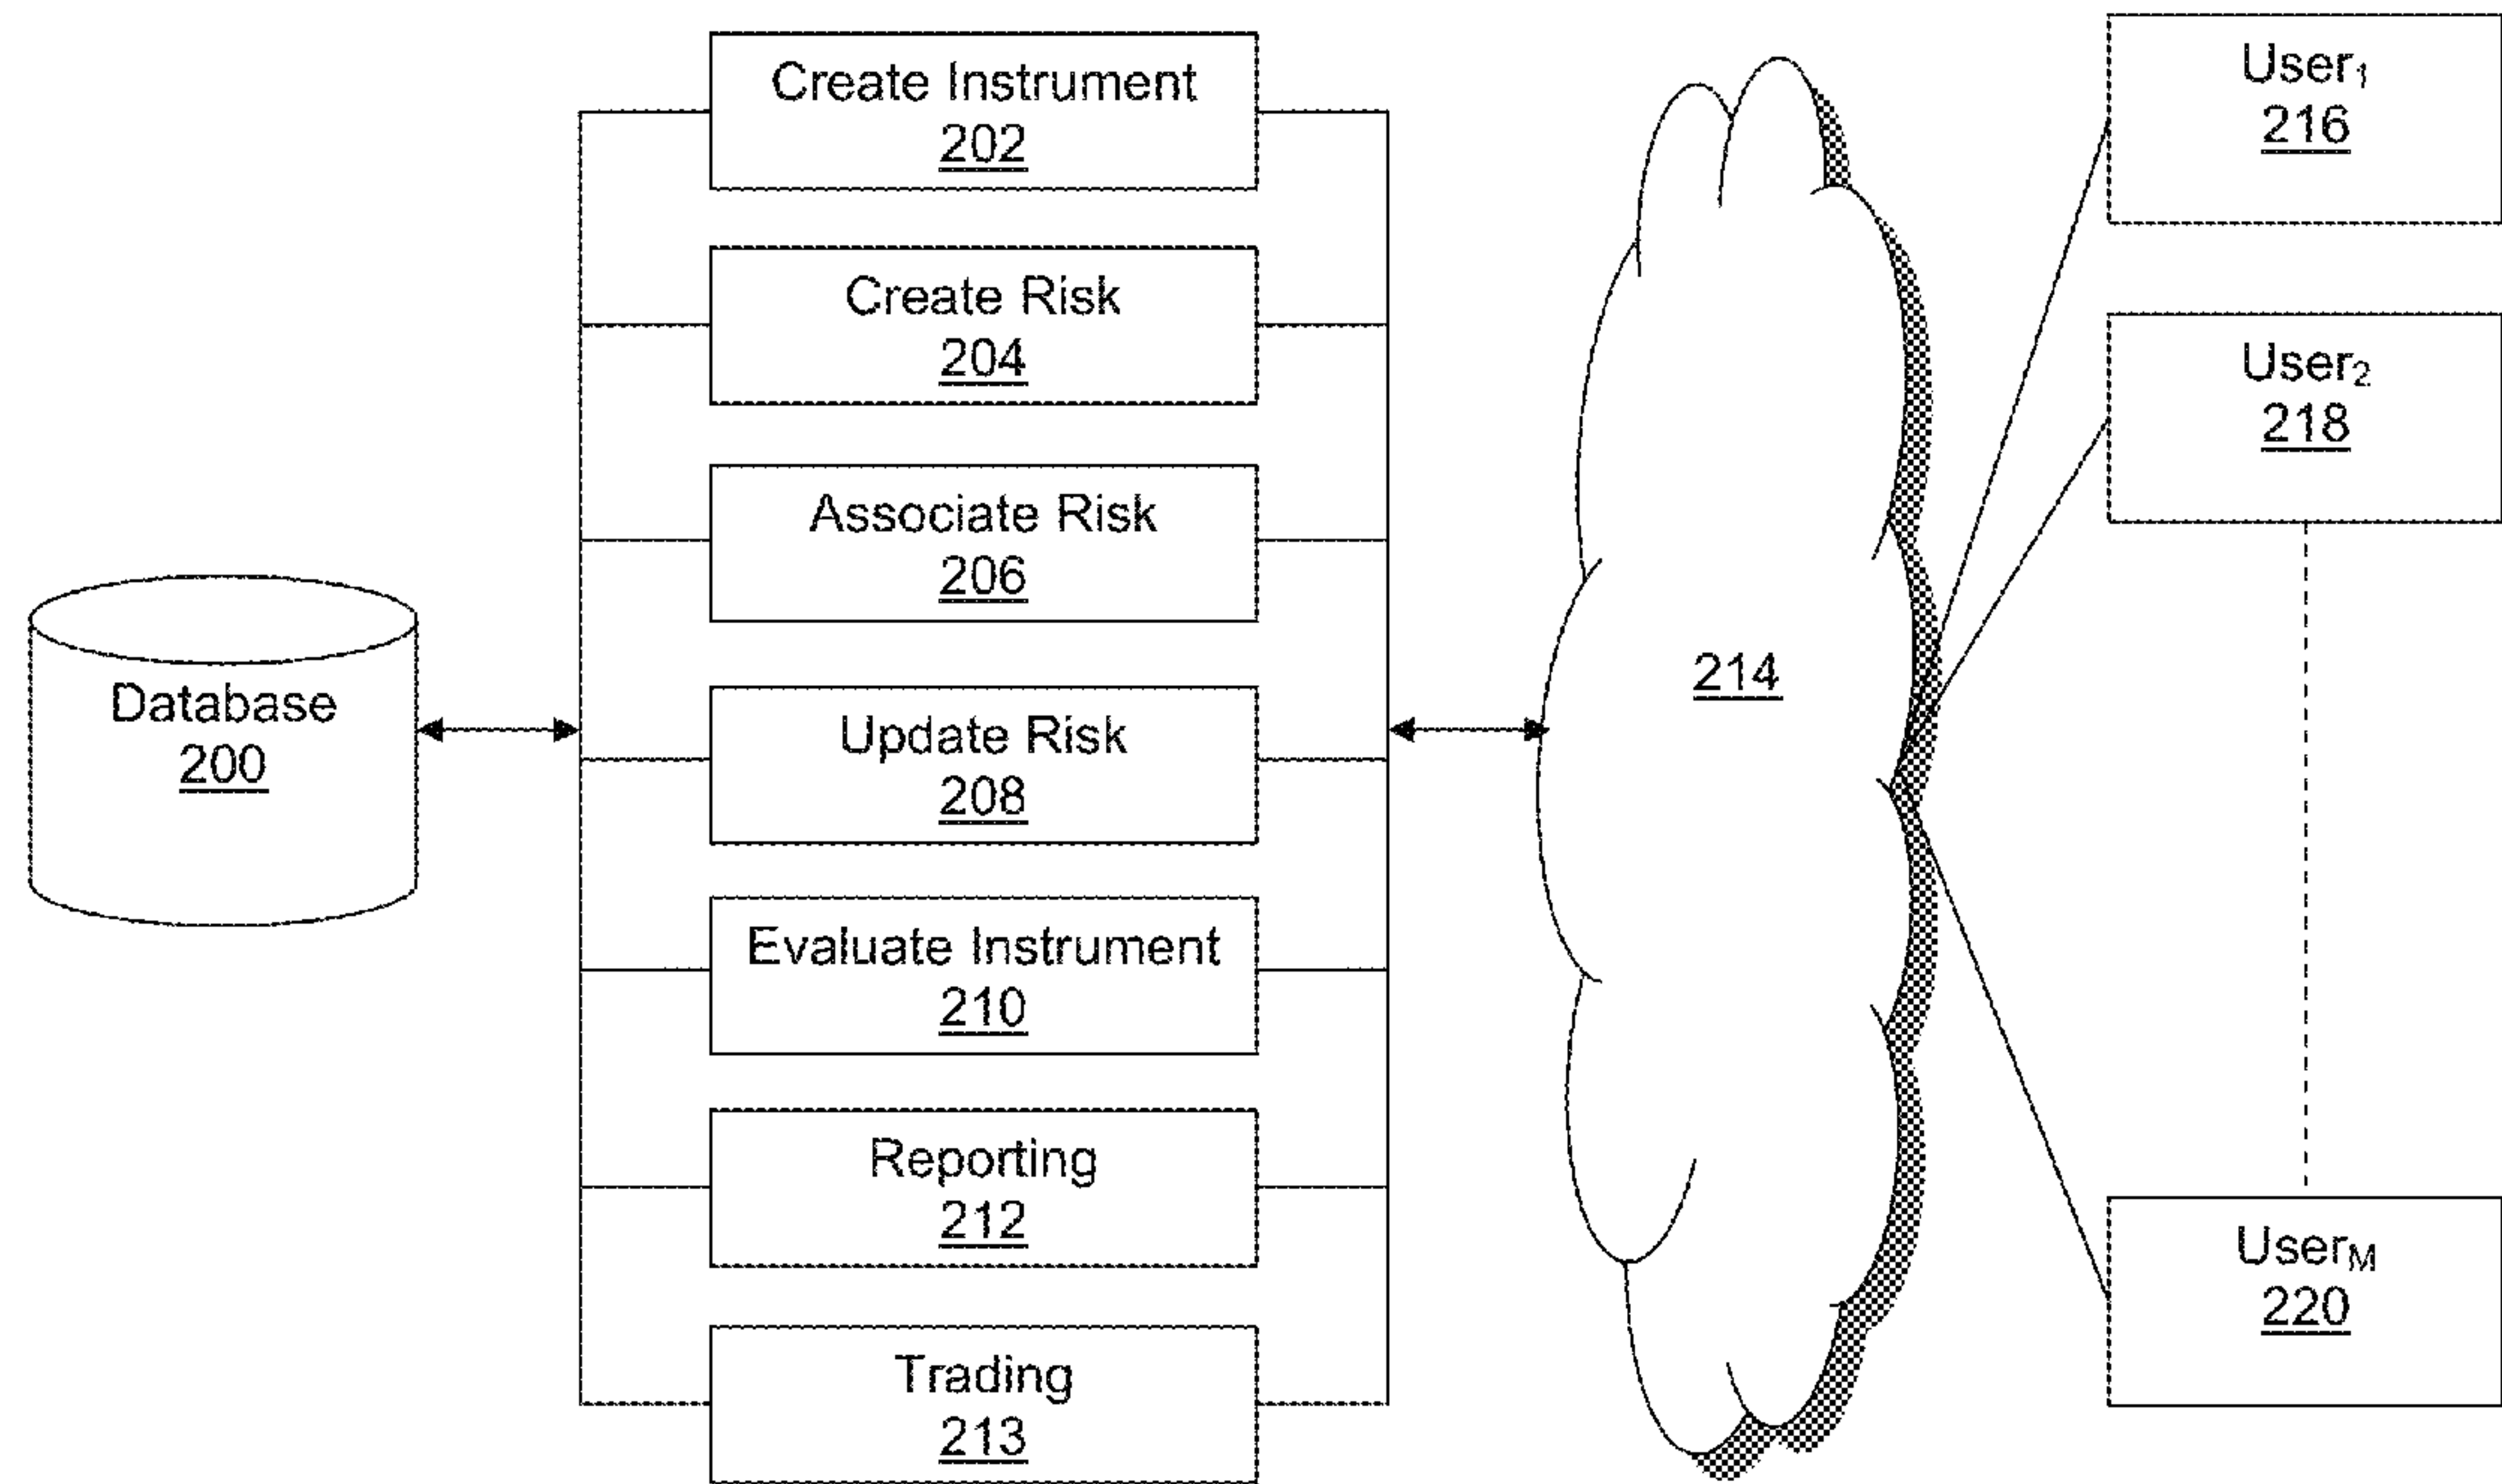 Database
200
Create Instrument
202
Create Risk
204
Associate Risk
206
Update Risk
208
Evaluate Instrument
210
Reporting
212
Trading
213
214
User₁
216
User₂
218
User_M
220